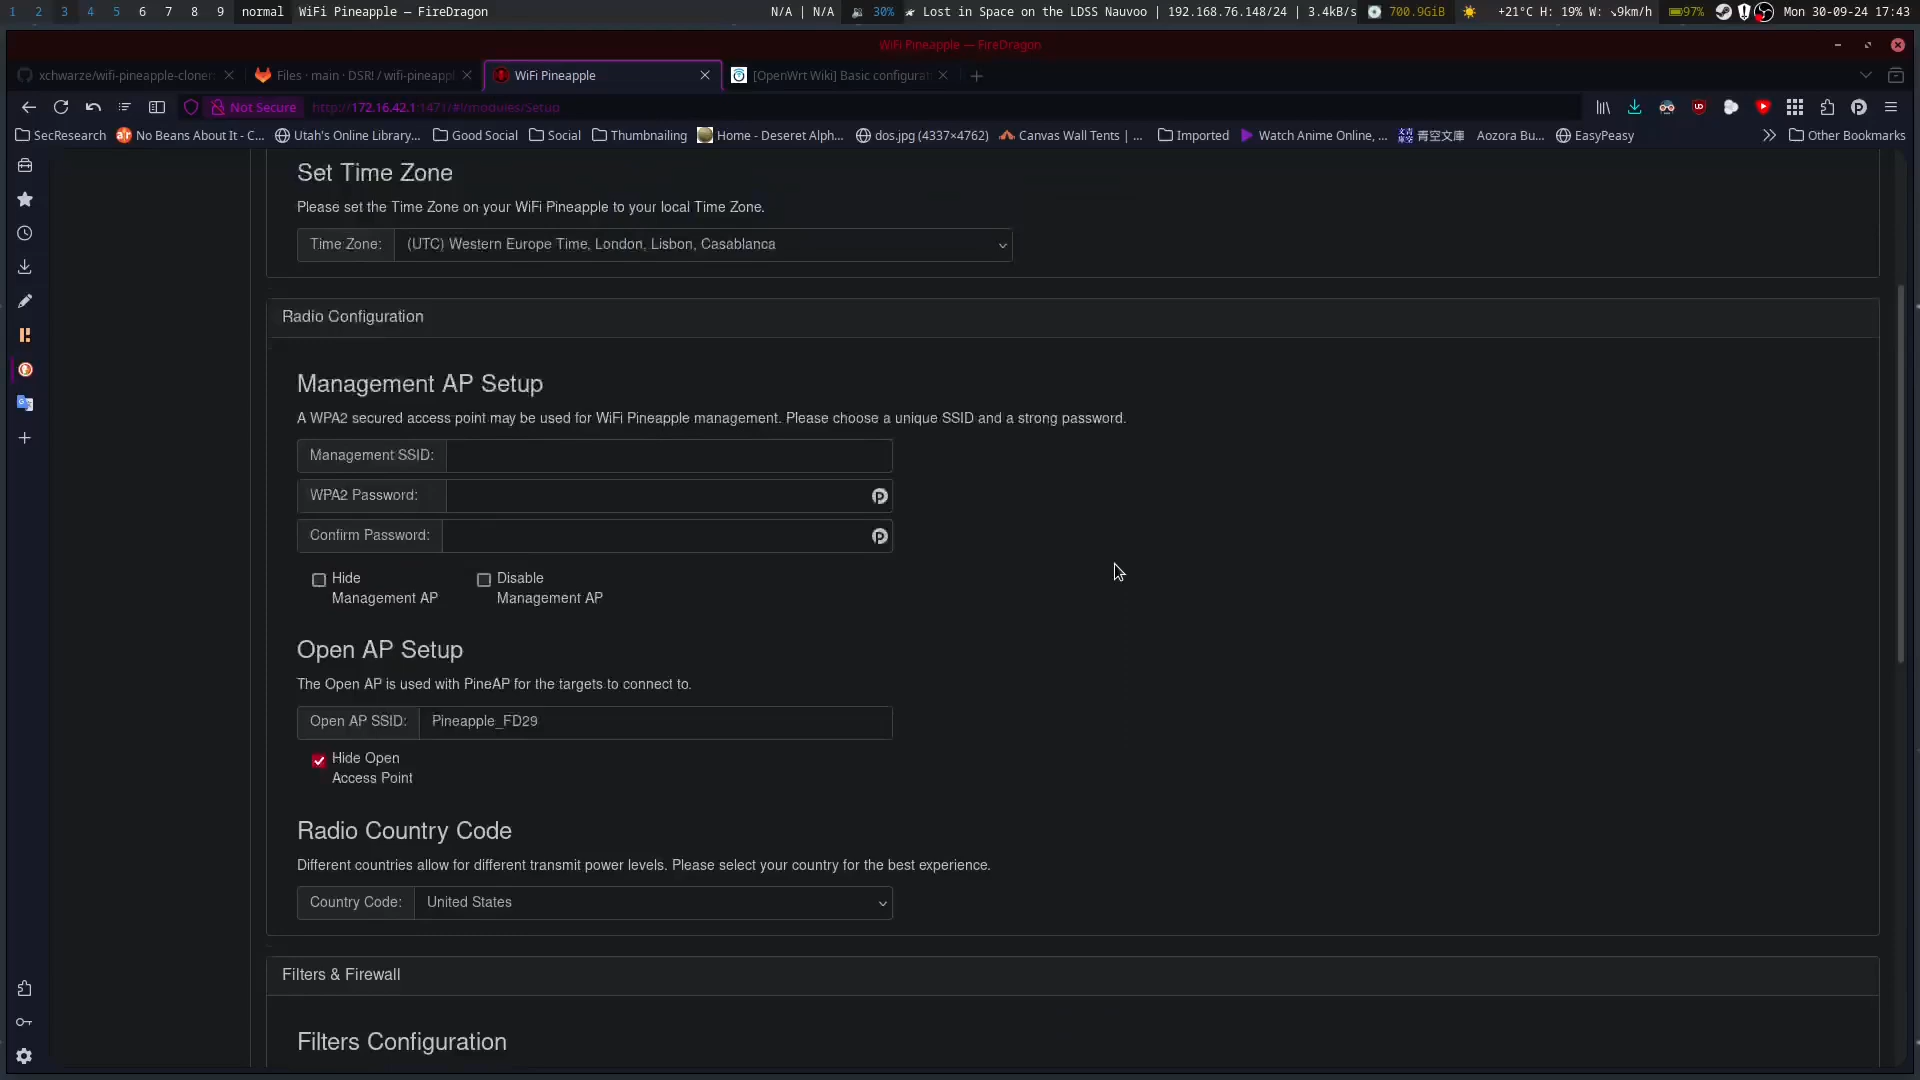 1 2 3 4 5 6 7 8 9 normal WiFi Pineapple — FireDragon N/A | N/A 30% Lost in Space on the LDSS Nauvoo | 192.168.76.148/24 | 3.4kB/s 700.9GiB +21°C H: 19% W: ↘9km/h 97% Mon 30-09-24 17:43
WiFi Pineapple — FireDragon
xchwarze/wifi-pineapple-cloner Files · main · DSR! / wifi-pineappl WiFi Pineapple [OpenWrt Wiki] Basic configurat
Not Secure http://172.16.42.1:1471/#!/modules/Setup
SecResearch No Beans About It - C... Utah's Online Library... Good Social Social Thumbnailing Home - Deseret Alph... dos.jpg (4337×4762) Canvas Wall Tents | ... Imported Watch Anime Online, ... 青空文庫 Aozora Bu... EasyPeasy Other Bookmarks
Set Time Zone
Please set the Time Zone on your WiFi Pineapple to your local Time Zone.
Time Zone: (UTC) Western Europe Time, London, Lisbon, Casablanca
Radio Configuration
Management AP Setup
A WPA2 secured access point may be used for WiFi Pineapple management. Please choose a unique SSID and a strong password.
Management SSID:
WPA2 Password:
Confirm Password:
Hide
Management AP
Disable
Management AP
Open AP Setup
The Open AP is used with PineAP for the targets to connect to.
Open AP SSID: Pineapple_FD29
Hide Open
Access Point
Radio Country Code
Different countries allow for different transmit power levels. Please select your country for the best experience.
Country Code: United States
Filters & Firewall
Filters Configuration